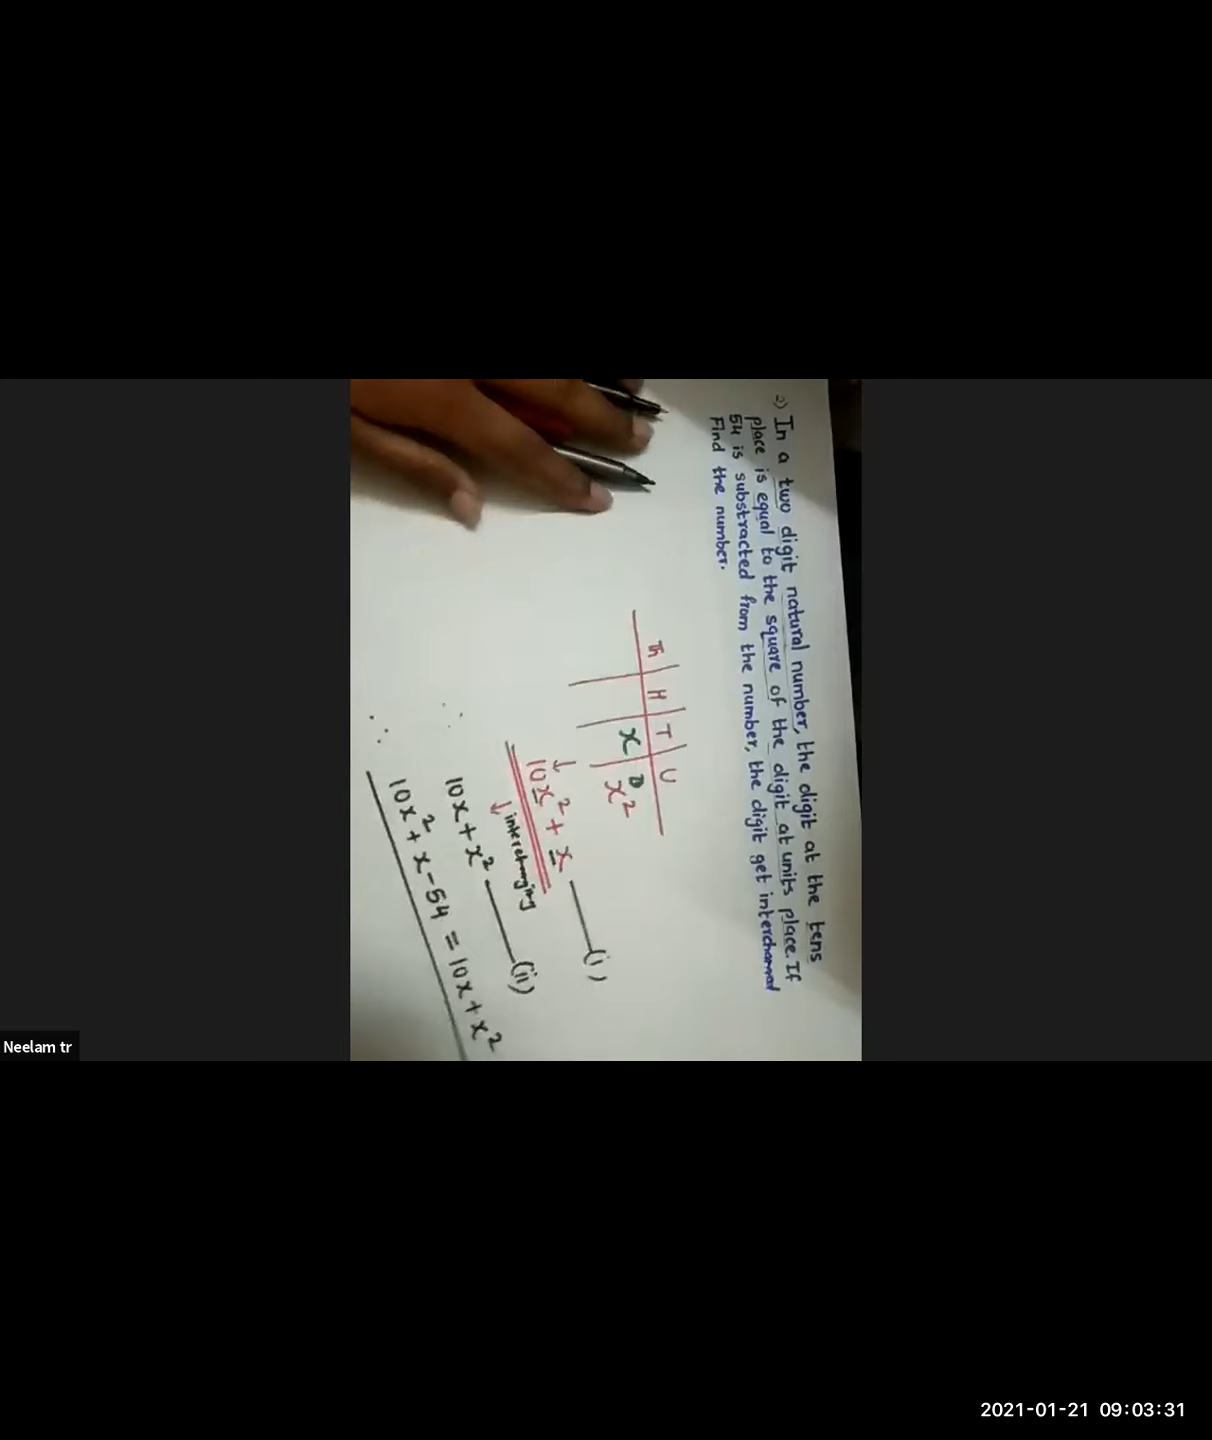 2) In a two digit natural number, the digit at the tens
place is equal to the square of the digit at units place. If
54 is substracted from the number, the digit get interchanged
Find the number.
Th H T U
x x²
10x² + x (i)
interchanging
10x + x² (ii)
∴ 10x² + x - 54 = 10x + x²
Neelam tr
2021-01-21 09:03:31